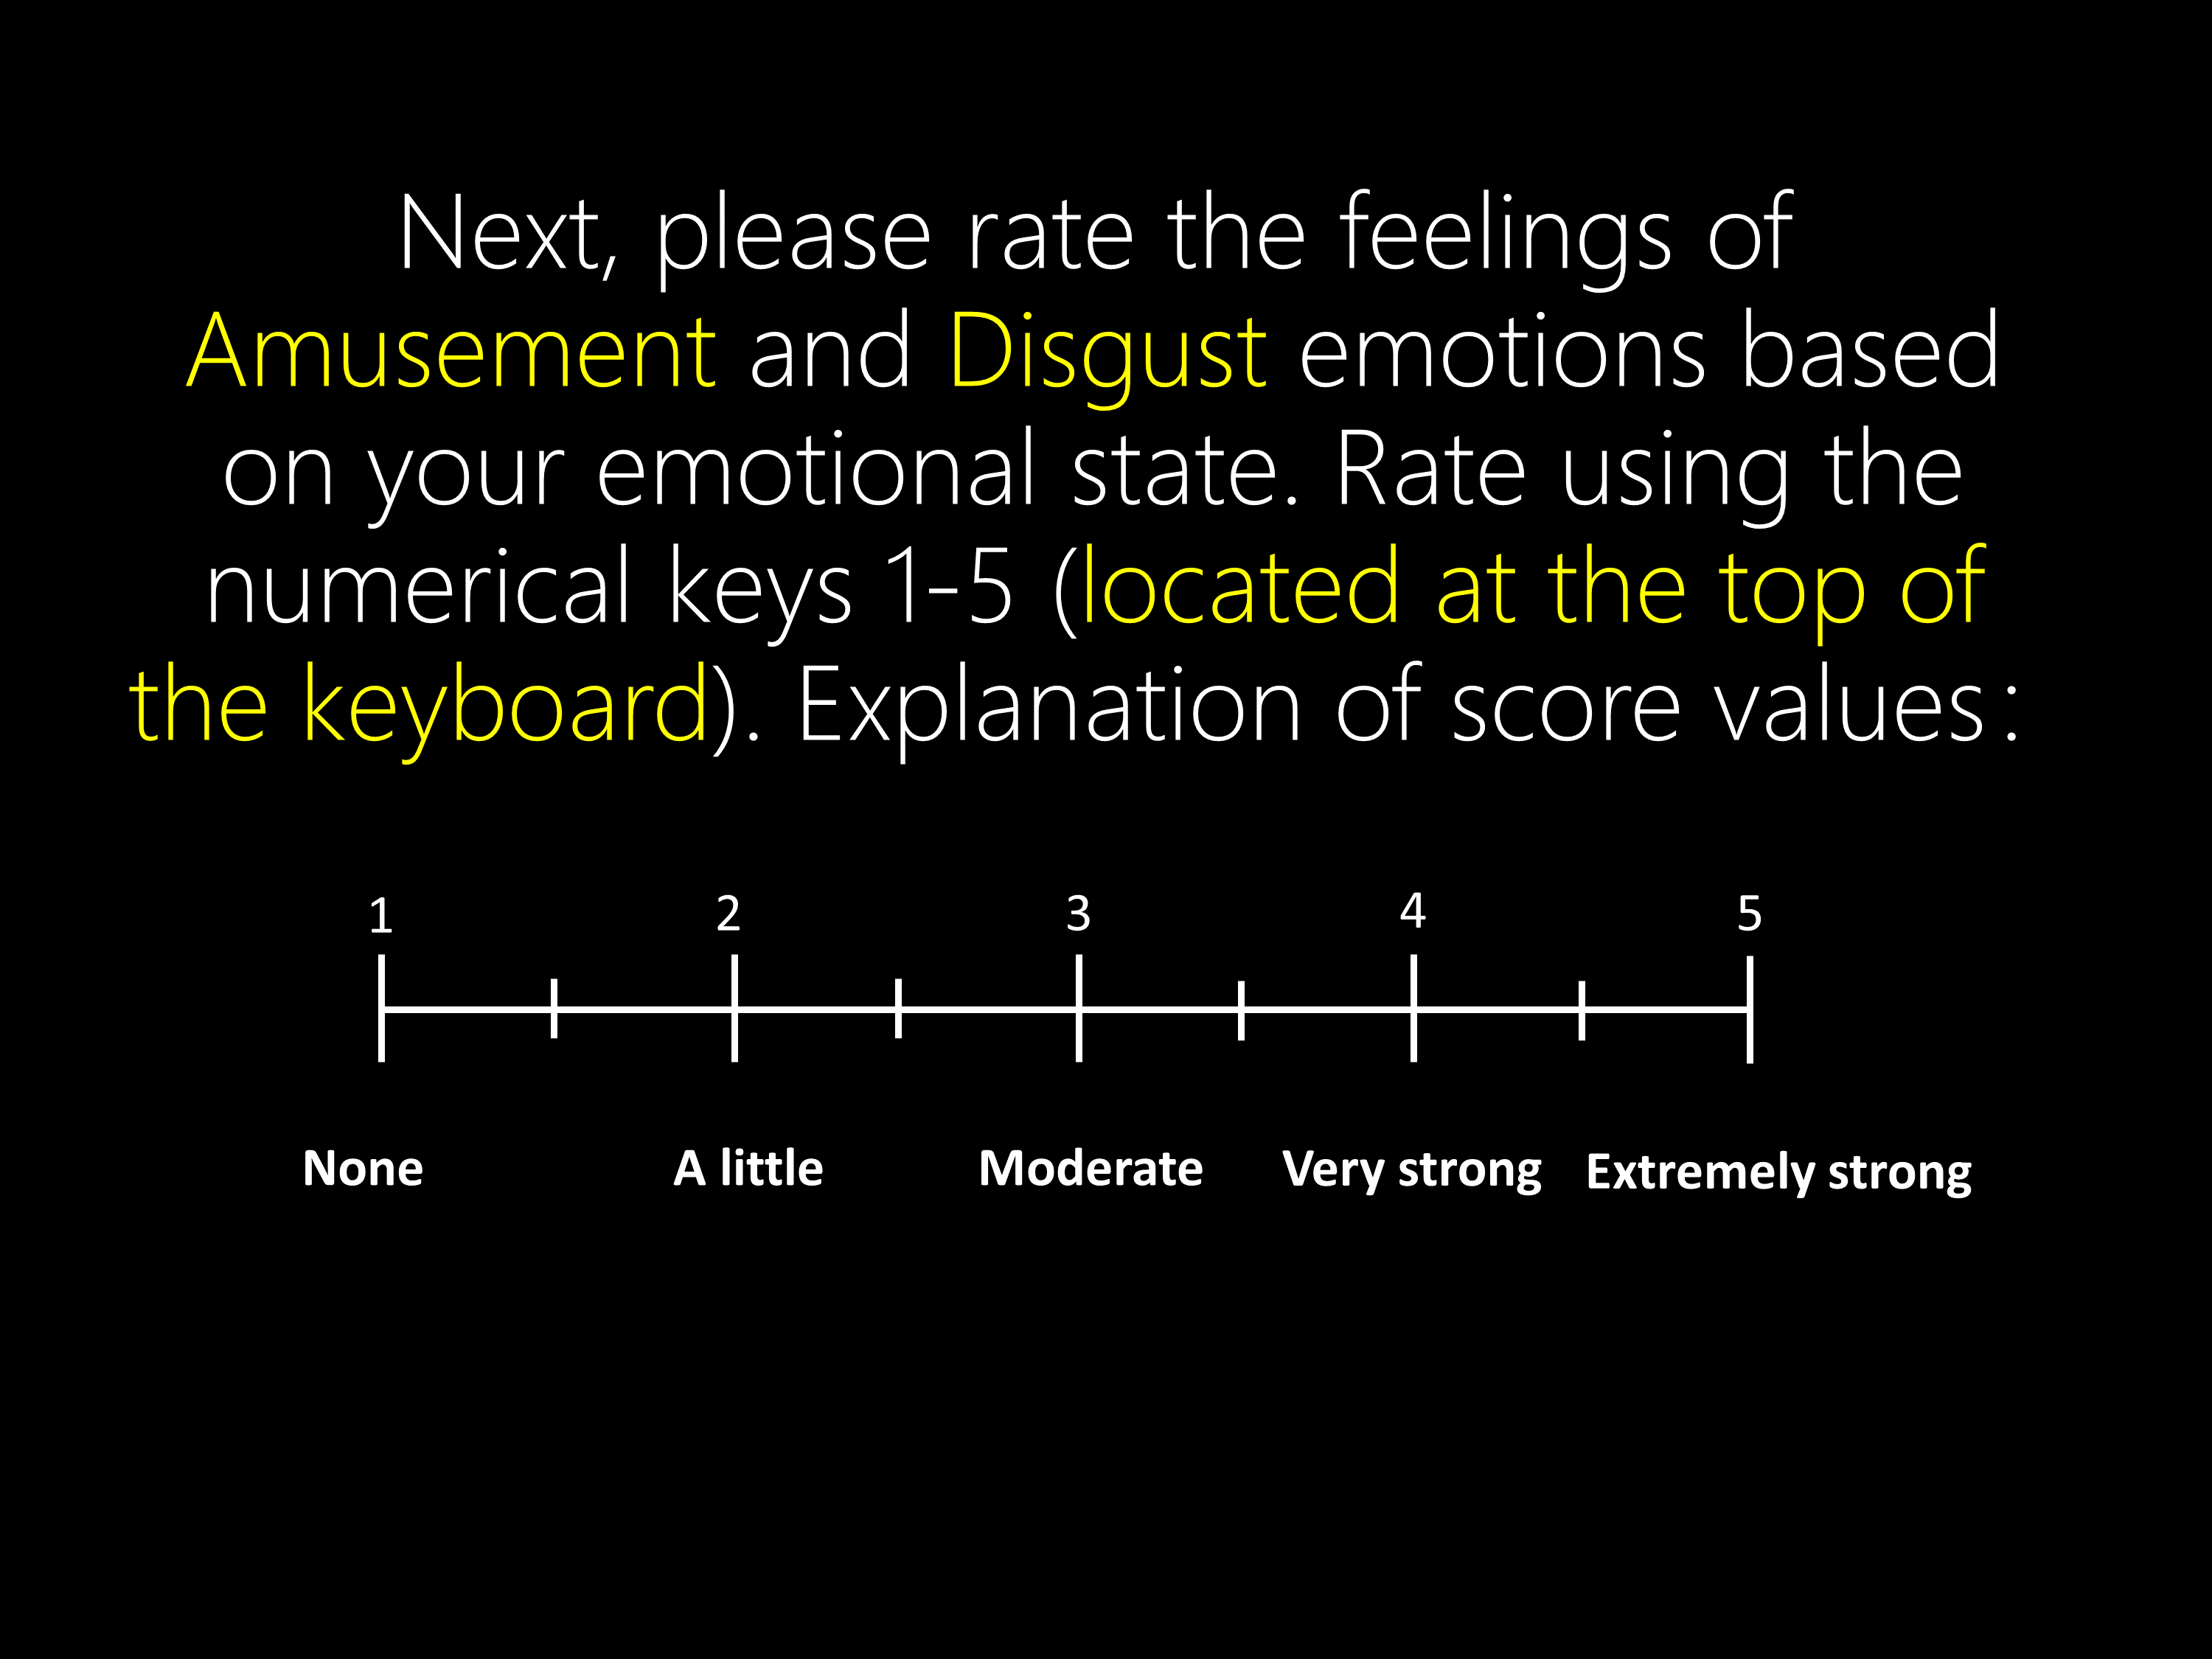 Next, please rate the feelings of
Amusement and Disgust emotions based
on your emotional state. Rate using the
numerical keys 1-5 (located at the top of
the keyboard). Explanation of score values:
1 2 3 4 5
None A little Moderate Very strong Extremely strong